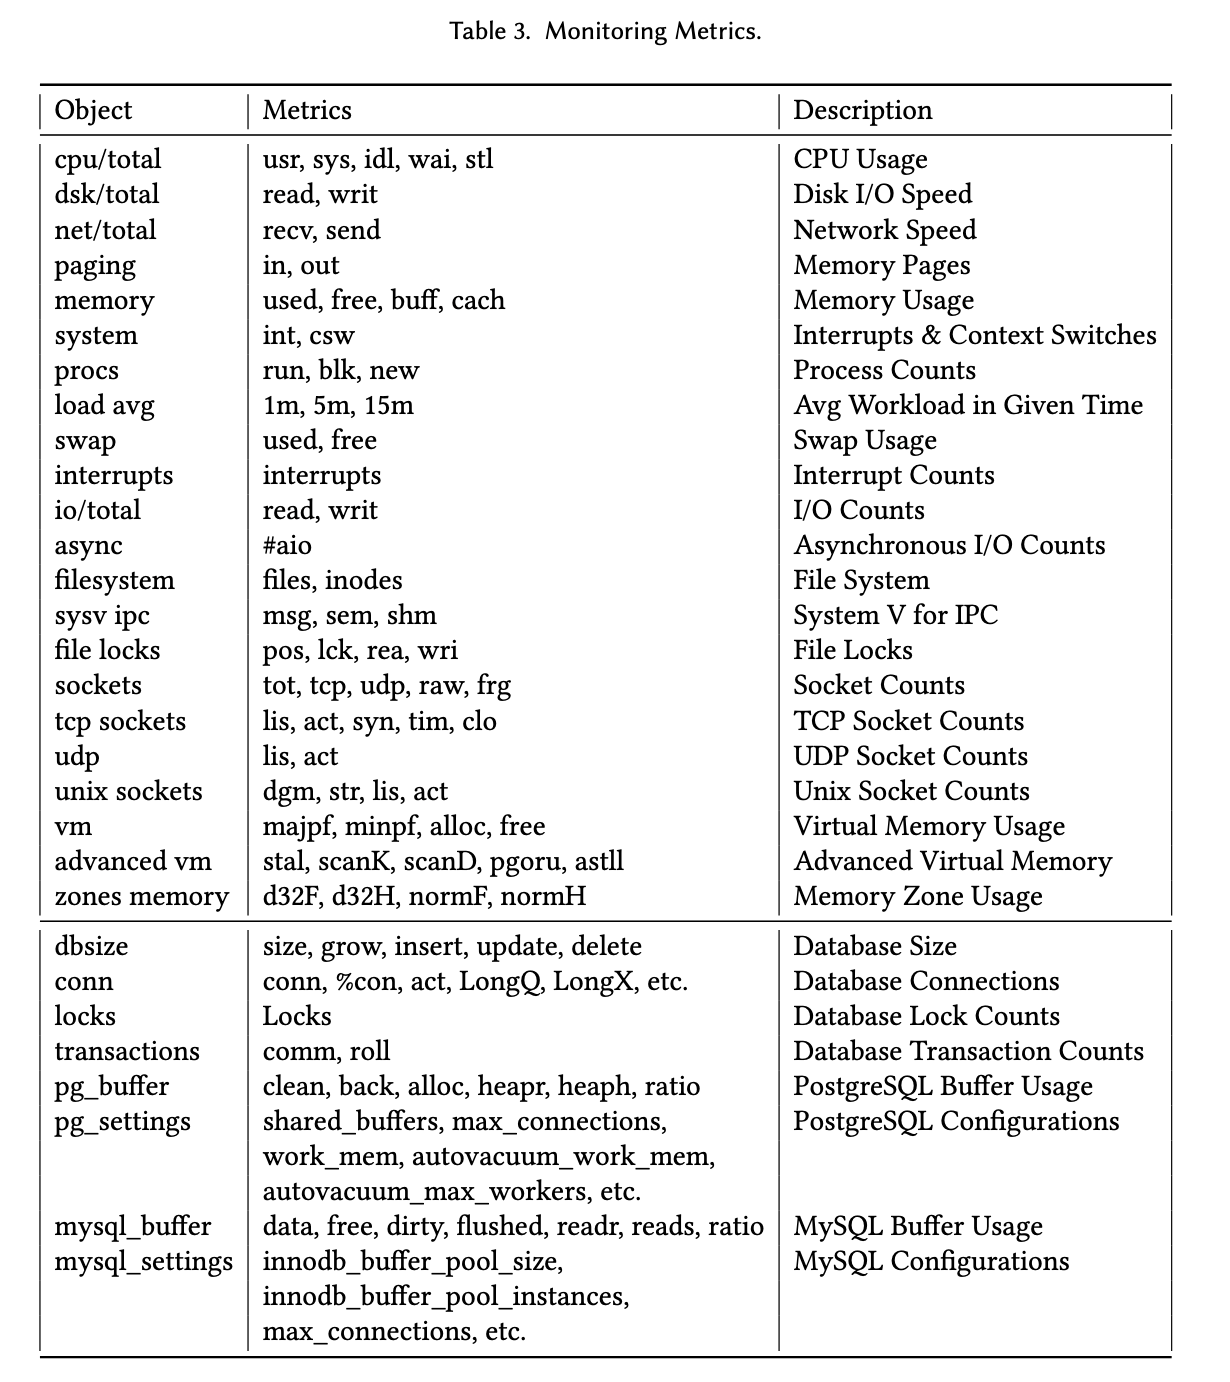 Table 3. Monitoring Metrics.
Object Metrics Description
cpu/total usr, sys, idl, wai, stl CPU Usage
dsk/total read, writ Disk I/O Speed
net/total recv, send Network Speed
paging in, out Memory Pages
memory used, free, buff, cach Memory Usage
system int, csw Interrupts & Context Switches
procs run, blk, new Process Counts
load avg 1m, 5m, 15m Avg Workload in Given Time
swap used, free Swap Usage
interrupts interrupts Interrupt Counts
io/total read, writ I/O Counts
async #aio Asynchronous I/O Counts
filesystem files, inodes File System
sysv ipc msg, sem, shm System V for IPC
file locks pos, lck, rea, wri File Locks
sockets tot, tcp, udp, raw, frg Socket Counts
tcp sockets lis, act, syn, tim, clo TCP Socket Counts
udp lis, act UDP Socket Counts
unix sockets dgm, str, lis, act Unix Socket Counts
vm majpf, minpf, alloc, free Virtual Memory Usage
advanced vm stal, scanK, scanD, pgoru, astll Advanced Virtual Memory
zones memory d32F, d32H, normF, normH Memory Zone Usage
dbsize size, grow, insert, update, delete Database Size
conn conn, %con, act, LongQ, LongX, etc. Database Connections
locks Locks Database Lock Counts
transactions comm, roll Database Transaction Counts
pg_buffer clean, back, alloc, heapr, heaph, ratio PostgreSQL Buffer Usage
pg_settings shared_buffers, max_connections, PostgreSQL Configurations
work_mem, autovacuum_work_mem,
autovacuum_max_workers, etc.
mysql_buffer data, free, dirty, flushed, readr, reads, ratio MySQL Buffer Usage
mysql_settings innodb_buffer_pool_size, MySQL Configurations
innodb_buffer_pool_instances,
max_connections, etc.